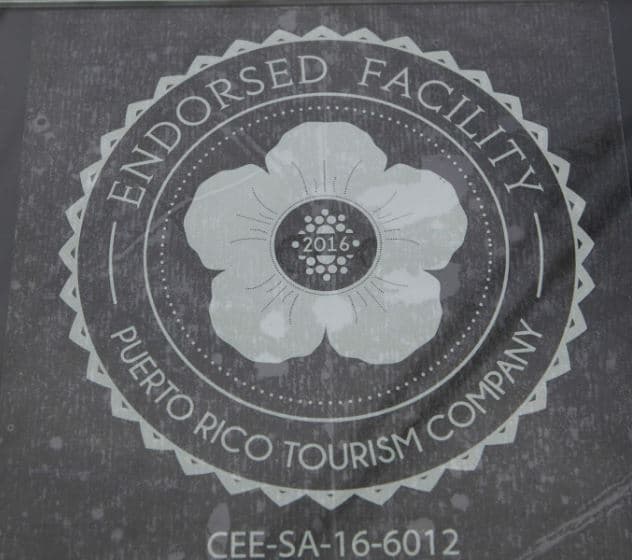 ENDORSED FACILITY
2016
PUERTO RICO TOURISM COMPANY
CEE-SA-16-6012